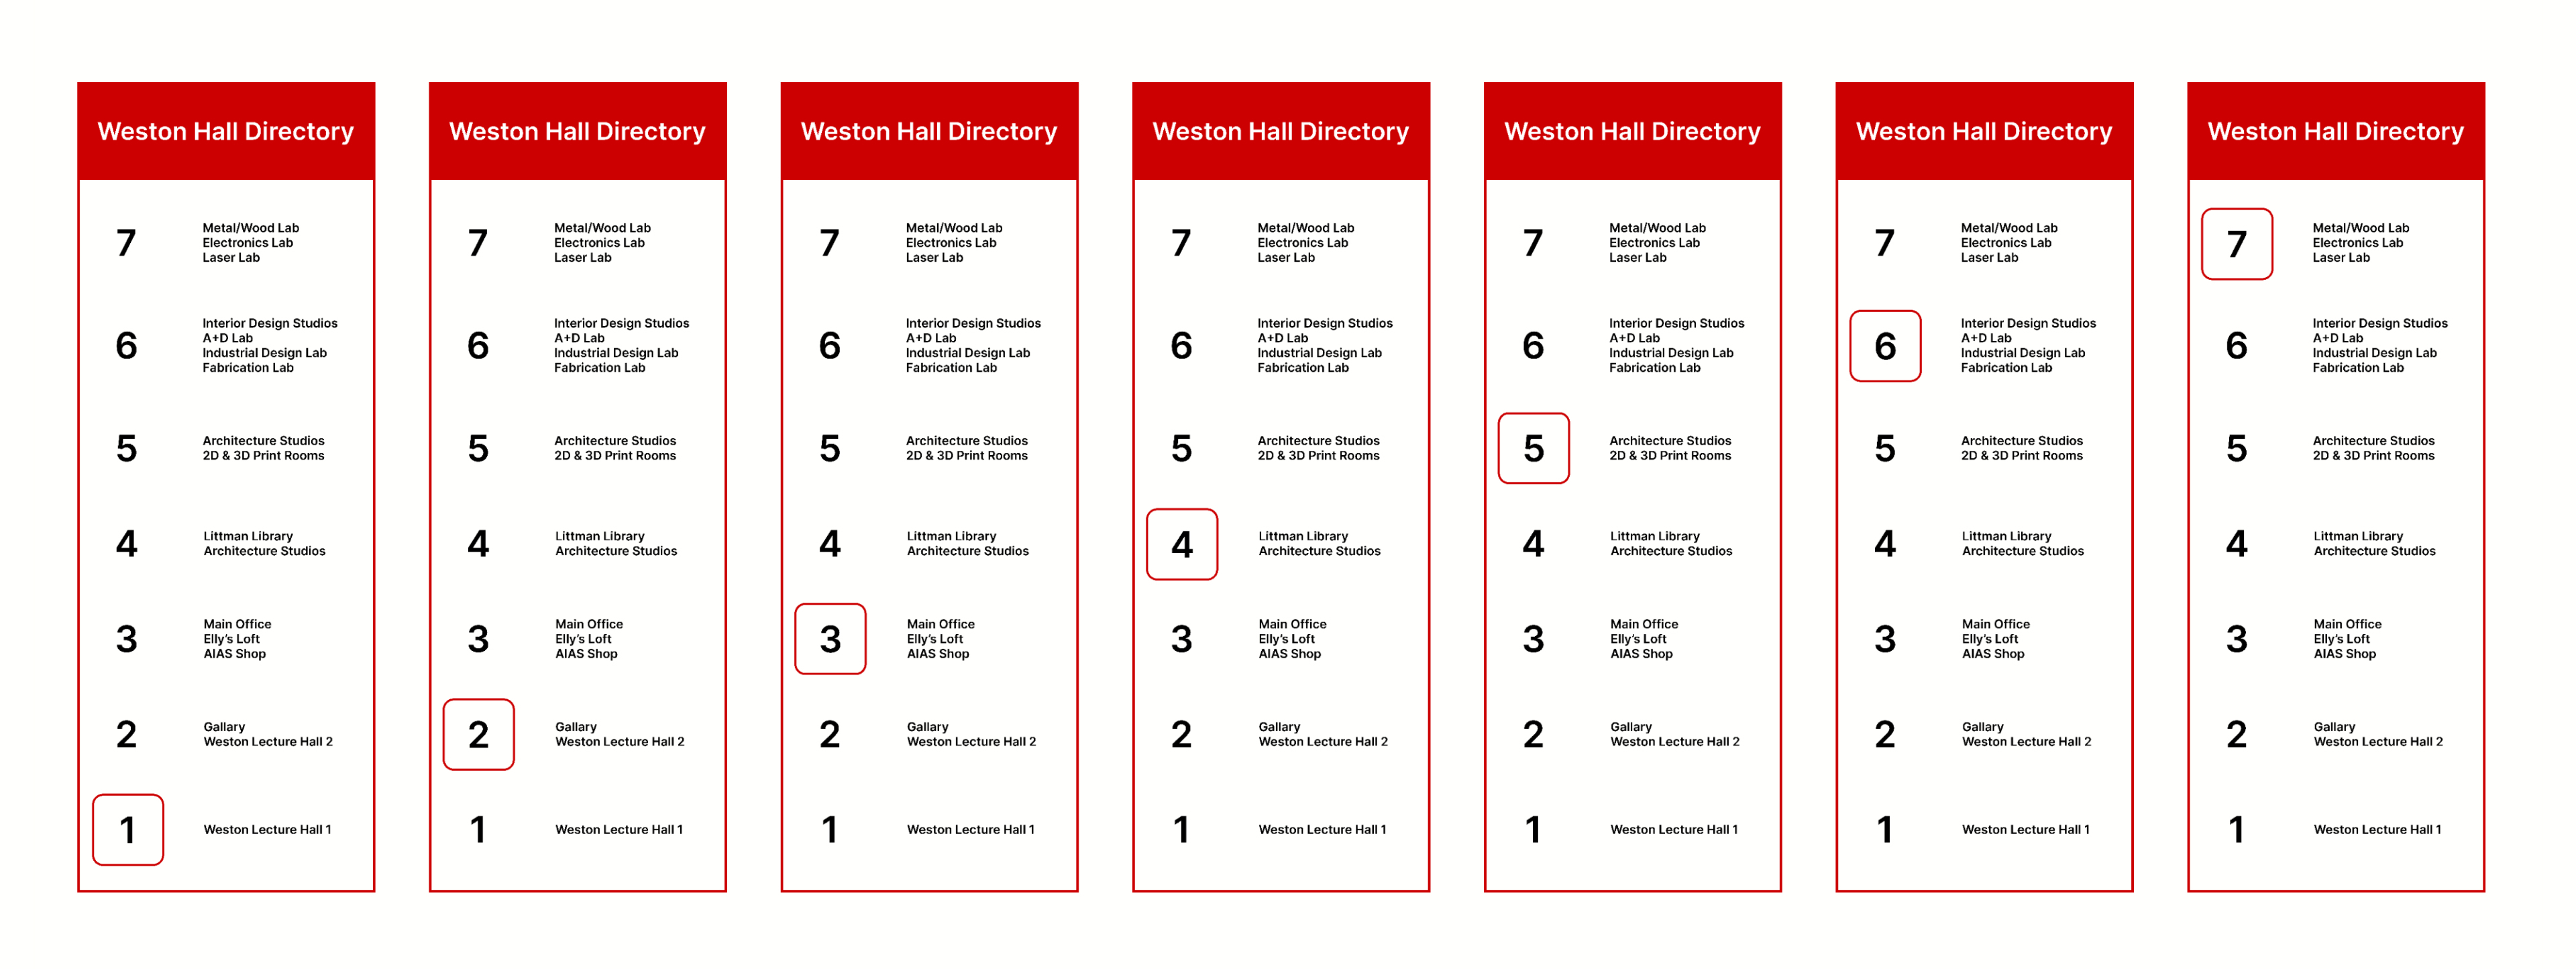 Weston Hall Directory
7
Metal/Wood Lab
Electronics Lab
Laser Lab
6
Interior Design Studios
A+D Lab
Industrial Design Lab
Fabrication Lab
5
Architecture Studios
2D & 3D Print Rooms
4
Littman Library
Architecture Studios
3
Main Office
Elly’s Loft
AIAS Shop
2
Gallary
Weston Lecture Hall 2
1
Weston Lecture Hall 1
Weston Hall Directory
7
Metal/Wood Lab
Electronics Lab
Laser Lab
6
Interior Design Studios
A+D Lab
Industrial Design Lab
Fabrication Lab
5
Architecture Studios
2D & 3D Print Rooms
4
Littman Library
Architecture Studios
3
Main Office
Elly’s Loft
AIAS Shop
2
Gallary
Weston Lecture Hall 2
1
Weston Lecture Hall 1
Weston Hall Directory
7
Metal/Wood Lab
Electronics Lab
Laser Lab
6
Interior Design Studios
A+D Lab
Industrial Design Lab
Fabrication Lab
5
Architecture Studios
2D & 3D Print Rooms
4
Littman Library
Architecture Studios
3
Main Office
Elly’s Loft
AIAS Shop
2
Gallary
Weston Lecture Hall 2
1
Weston Lecture Hall 1
Weston Hall Directory
7
Metal/Wood Lab
Electronics Lab
Laser Lab
6
Interior Design Studios
A+D Lab
Industrial Design Lab
Fabrication Lab
5
Architecture Studios
2D & 3D Print Rooms
4
Littman Library
Architecture Studios
3
Main Office
Elly’s Loft
AIAS Shop
2
Gallary
Weston Lecture Hall 2
1
Weston Lecture Hall 1
Weston Hall Directory
7
Metal/Wood Lab
Electronics Lab
Laser Lab
6
Interior Design Studios
A+D Lab
Industrial Design Lab
Fabrication Lab
5
Architecture Studios
2D & 3D Print Rooms
4
Littman Library
Architecture Studios
3
Main Office
Elly’s Loft
AIAS Shop
2
Gallary
Weston Lecture Hall 2
1
Weston Lecture Hall 1
Weston Hall Directory
7
Metal/Wood Lab
Electronics Lab
Laser Lab
6
Interior Design Studios
A+D Lab
Industrial Design Lab
Fabrication Lab
5
Architecture Studios
2D & 3D Print Rooms
4
Littman Library
Architecture Studios
3
Main Office
Elly’s Loft
AIAS Shop
2
Gallary
Weston Lecture Hall 2
1
Weston Lecture Hall 1
Weston Hall Directory
7
Metal/Wood Lab
Electronics Lab
Laser Lab
6
Interior Design Studios
A+D Lab
Industrial Design Lab
Fabrication Lab
5
Architecture Studios
2D & 3D Print Rooms
4
Littman Library
Architecture Studios
3
Main Office
Elly’s Loft
AIAS Shop
2
Gallary
Weston Lecture Hall 2
1
Weston Lecture Hall 1